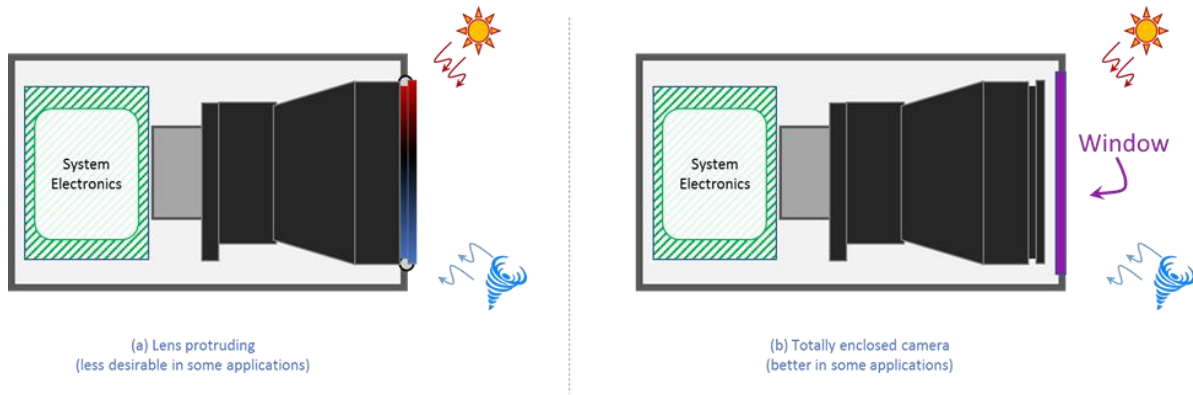 System
Electronics
(a) Lens protruding
(less desirable in some applications)
System
Electronics
Window
(b) Totally enclosed camera
(better in some applications)